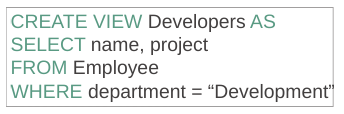 CREATE VIEW Developers AS
SELECT name, project
FROM Employee
WHERE department = “Development”